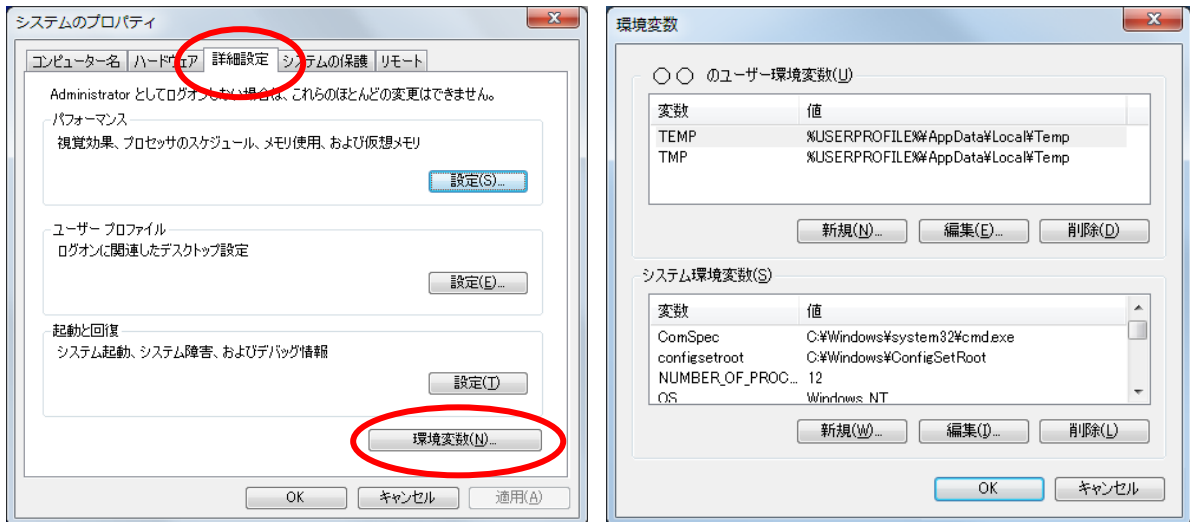 システムのプロパティ
コンピューター名 ハードウェア 詳細設定 システムの保護 リモート
Administrator としてログオンしない場合は、これらのほとんどの変更はできません。
パフォーマンス
視覚効果、プロセッサのスケジュール、メモリ使用、および仮想メモリ
設定(S)...
ユーザー プロファイル
ログオンに関連したデスクトップ設定
設定(E)...
起動と回復
システム起動、システム障害、およびデバッグ情報
設定(T)
環境変数(N)...
OK キャンセル 適用(A)
環境変数
〇〇 のユーザー環境変数(U)
変数 値
TEMP %USERPROFILE%¥AppData¥Local¥Temp
TMP %USERPROFILE%¥AppData¥Local¥Temp
新規(N)... 編集(E)... 削除(D)
システム環境変数(S)
変数 値
ComSpec C:¥Windows¥system32¥cmd.exe
configsetroot C:¥Windows¥ConfigSetRoot
NUMBER_OF_PROC... 12
OS Windows_NT
新規(W)... 編集(I)... 削除(L)
OK キャンセル